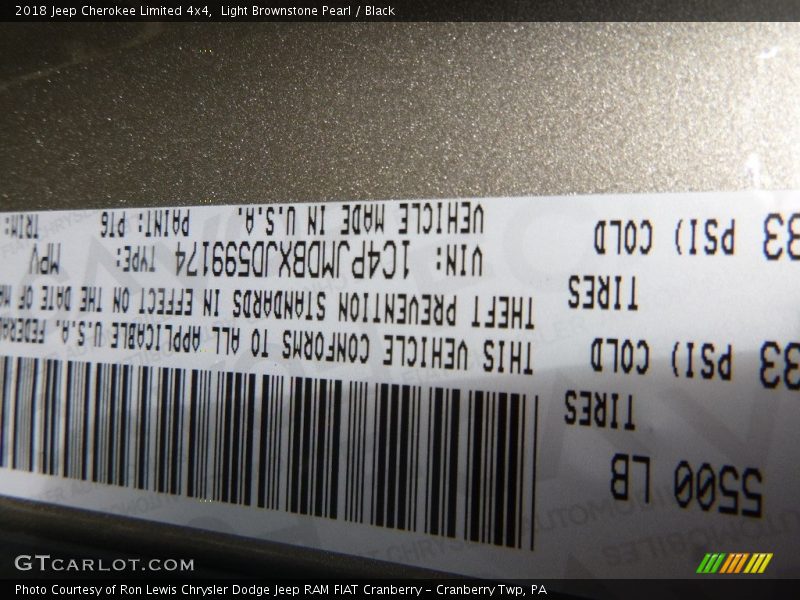 2018 Jeep Cherokee Limited 4x4, Light Brownstone Pearl / Black
5500 LB
TIRES
33 PSI) COLD
TIRES
33 PSI) COLD
THIS VEHICLE CONFORMS TO ALL APPLICABLE U.S.A. FEDERA
THEFT PREVENTION STANDARDS IN EFFECT ON THE DATE OF MA
VIN: 1C4PJMDBXJD599174 TYPE: MPV
VEHICLE MADE IN U.S.A. PAINT: PTG TRIM:
GTCARLOT.COM
Photo Courtesy of Ron Lewis Chrysler Dodge Jeep RAM FIAT Cranberry – Cranberry Twp, PA